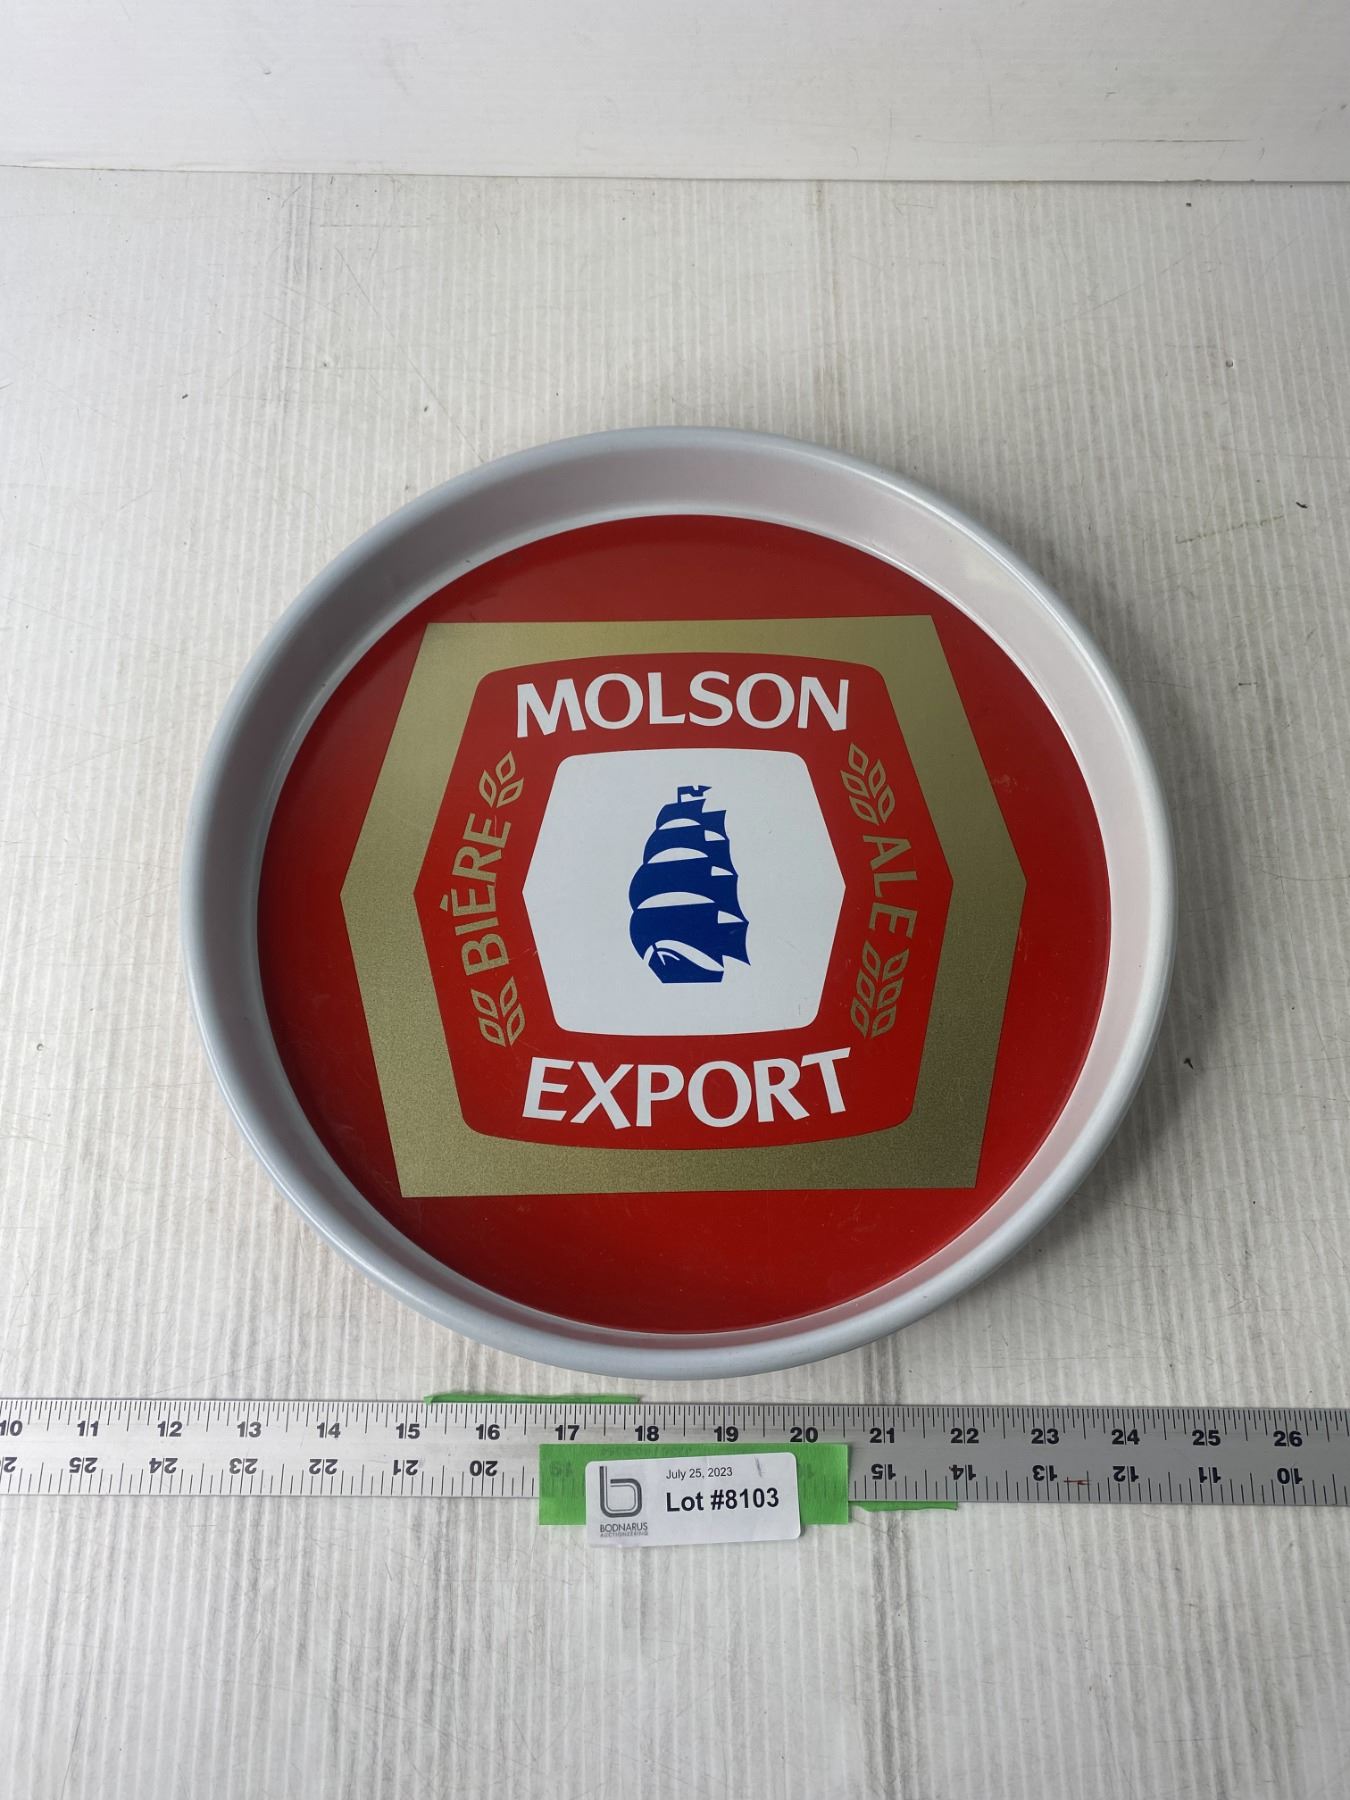 MOLSON
BIÈRE
ALE
EXPORT
10 11 12 13 14 15 16 17 18 19 20 21 22 23 24 25 26
25 24 23 22 21 20 19 15 14 13 12 11 10
July 25, 2023
Lot #8103
b
BODNARUS
AUCTIONEERING